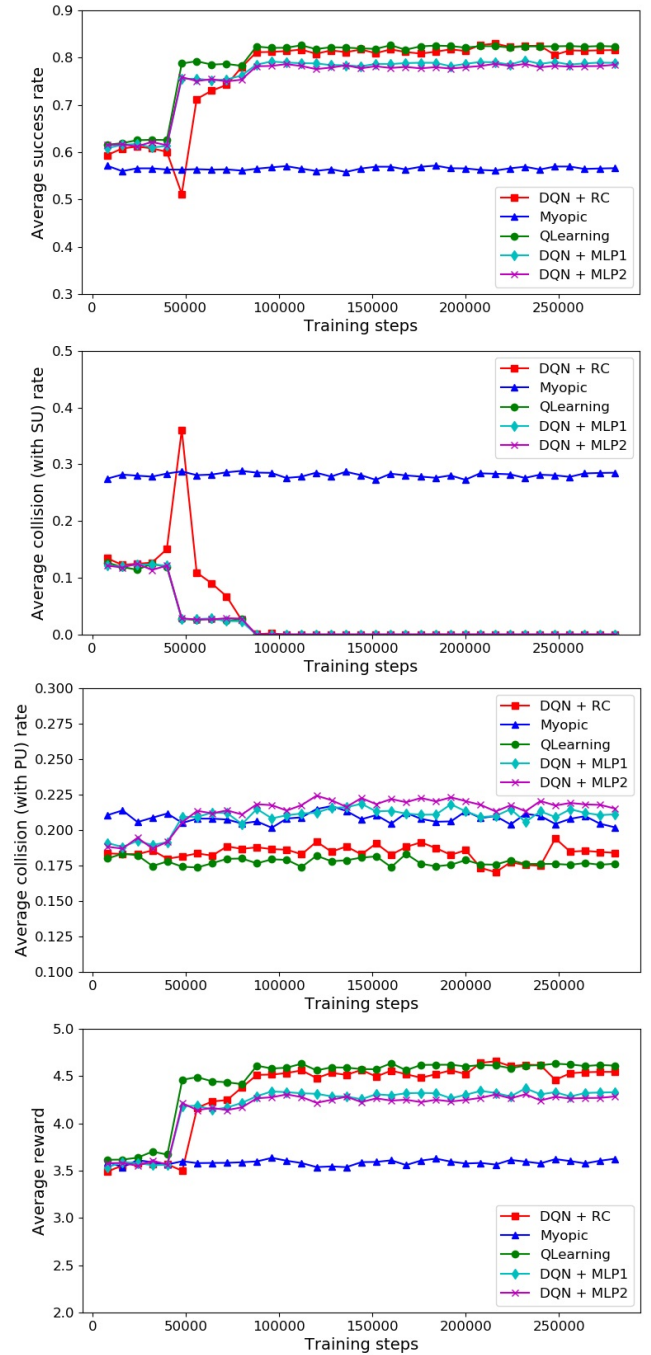 Average success rate
0.9
0.8
0.7
0.6
0.5
0.4
0.3
DQN + RC
Myopic
QLearning
DQN + MLP1
DQN + MLP2
0 50000 100000 150000 200000 250000
Training steps
Average collision (with SU) rate
0.5
0.4
0.3
0.2
0.1
0.0
DQN + RC
Myopic
QLearning
DQN + MLP1
DQN + MLP2
0 50000 100000 150000 200000 250000
Training steps
Average collision (with PU) rate
0.300
0.275
0.250
0.225
0.200
0.175
0.150
0.125
0.100
DQN + RC
Myopic
QLearning
DQN + MLP1
DQN + MLP2
0 50000 100000 150000 200000 250000
Training steps
Average reward
5.0
4.5
4.0
3.5
3.0
2.5
2.0
DQN + RC
Myopic
QLearning
DQN + MLP1
DQN + MLP2
0 50000 100000 150000 200000 250000
Training steps